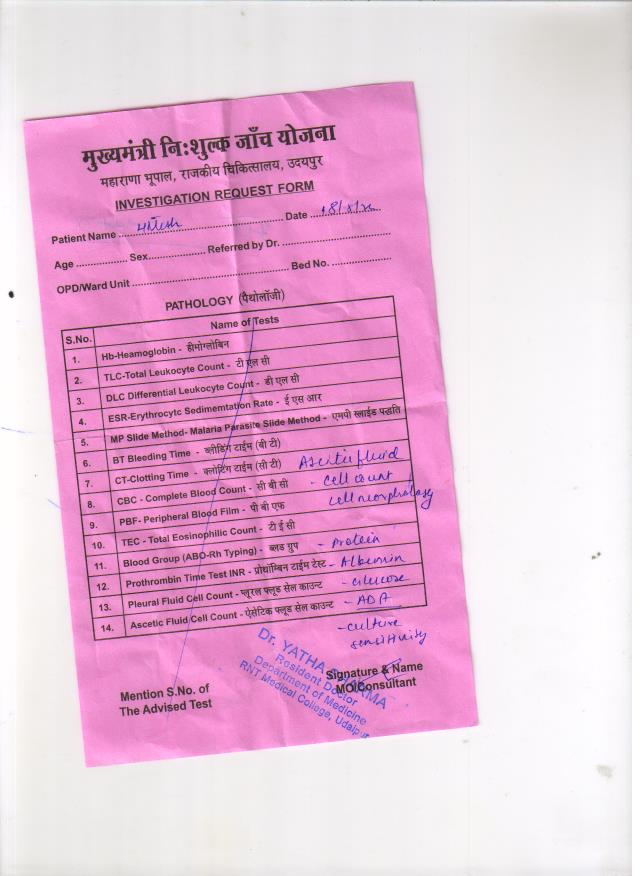 मुख्यमंत्री नि:शुल्क जाँच योजना
महाराणा भूपाल, राजकीय चिकित्सालय, उदयपुर
INVESTIGATION REQUEST FORM
Patient Name ........ Date ........
Age ........ Sex........ Referred by Dr. ........
OPD/Ward Unit ........ Bed No. ........
PATHOLOGY (पैथोलॉजी)
S.No. Name of Tests
1. Hb-Heamoglobin - हीमोग्लोबिन
2. TLC-Total Leukocyte Count - टी एल सी
3. DLC Differential Leukocyte Count - डी एल सी
4. ESR-Erythrocytc Sedimemtation Rate - ई एस आर
5. MP Slide Method- Malaria Parasite Slide Method - एमपी स्लाईड पद्धति
6. BT Bleeding Time - ब्लीडिंग टाईम (बी टी)
7. CT-Clotting Time - क्लोटिंग टाईम (सी टी) Ascitic fluid
8. CBC - Complete Blood Count - सी बी सी - cell count
9. PBF- Peripheral Blood Film - पी बी एफ cell morphology
10. TEC - Total Eosinophilic Count - टी ई सी
11. Blood Group (ABO-Rh Typing) - ब्लड ग्रुप - Protein
12. Prothrombin Time Test INR - प्रोथॉम्बिन टाईम टेस्ट - Albumin
13. Pleural Fluid Cell Count - प्लूरल फ्लूड सेल काउन्ट - Glucose
14. Ascetic Fluid Cell Count - ऐसेटिक फ्लूड सेल काउन्ट - ADA
- culture
sensitivity
Mention S.No. of
The Advised Test
Signature & Name
MO/Consultant
Dr. YATHA SHARMA
Resident Doctor
Department of Medicine
RNT Medical College, Udaipur